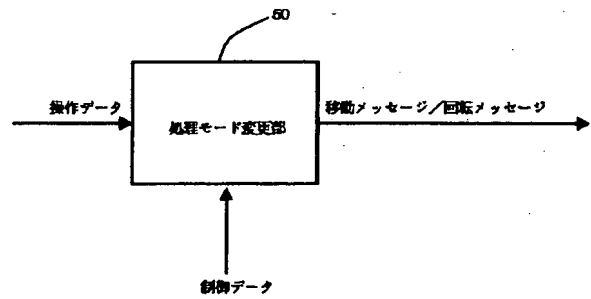 50
操作データ
処理モード変更部
移動メッセージ／回転メッセージ
制御データ